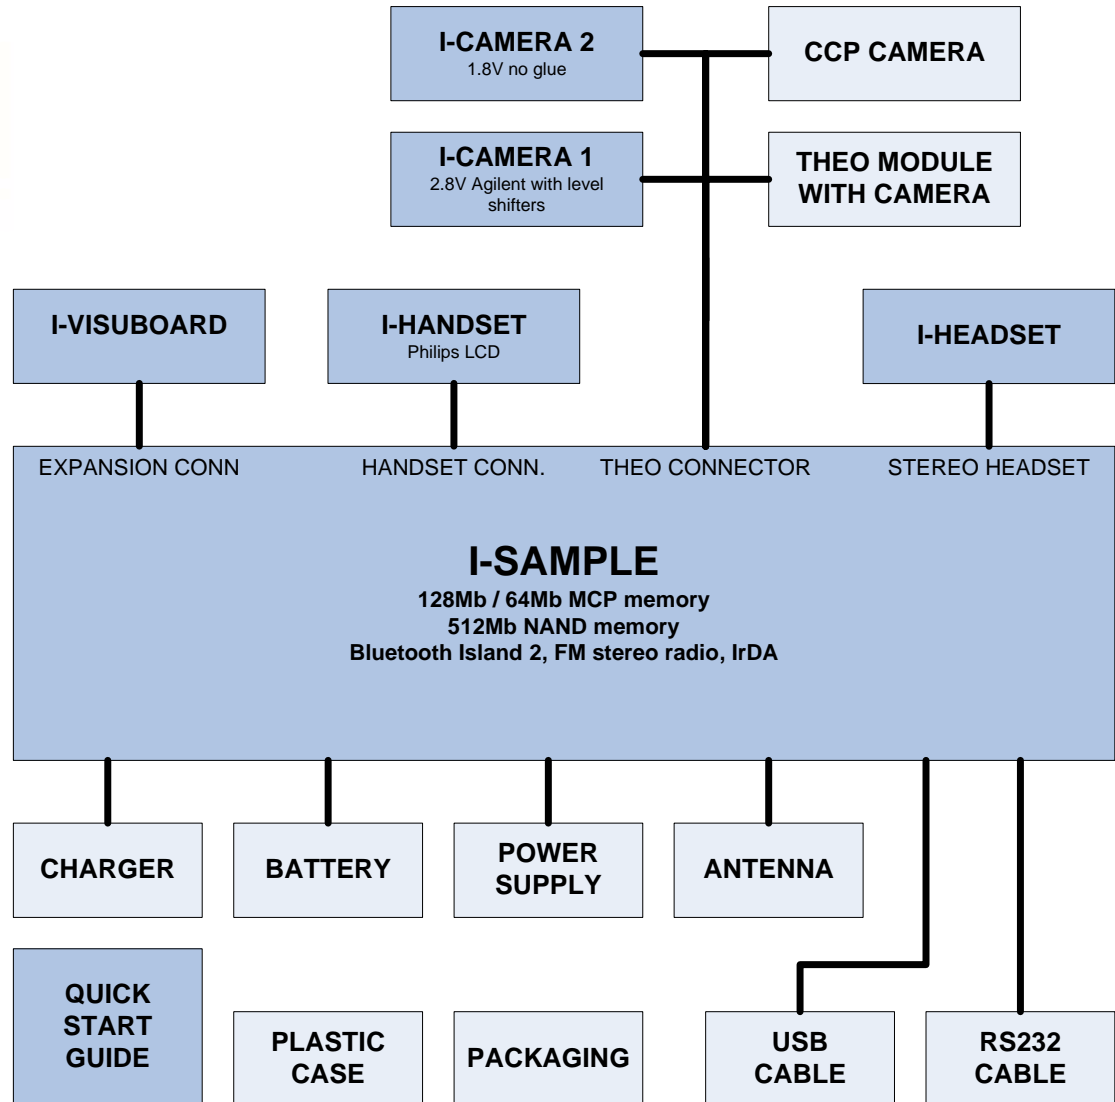 I-CAMERA 2
1.8V no glue
CCP CAMERA
I-CAMERA 1
2.8V Agilent with level
shifters
THEO MODULE
WITH CAMERA
I-VISUBOARD
I-HANDSET
Philips LCD
I-HEADSET
EXPANSION CONN
HANDSET CONN.
THEO CONNECTOR
STEREO HEADSET
I-SAMPLE
128Mb / 64Mb MCP memory
512Mb NAND memory
Bluetooth Island 2, FM stereo radio, IrDA
CHARGER
BATTERY
POWER
SUPPLY
ANTENNA
QUICK
START
GUIDE
PLASTIC
CASE
PACKAGING
USB
CABLE
RS232
CABLE